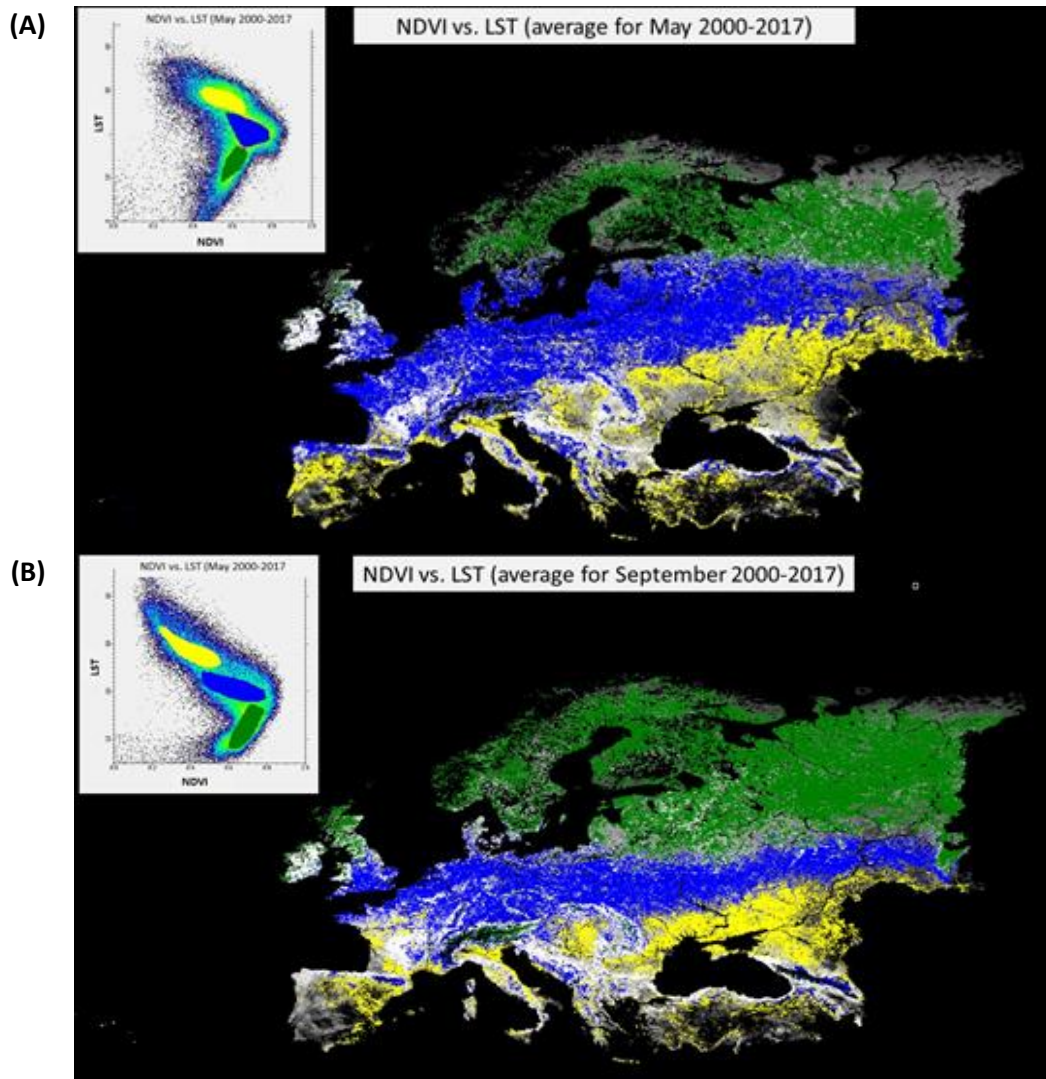 (A)
NDVI vs. LST (May 2000-2017
NDVI vs. LST (average for May 2000-2017)
LST
NDVI
(B)
NDVI vs. LST (May 2000-2017
NDVI vs. LST (average for September 2000-2017)
LST
NDVI